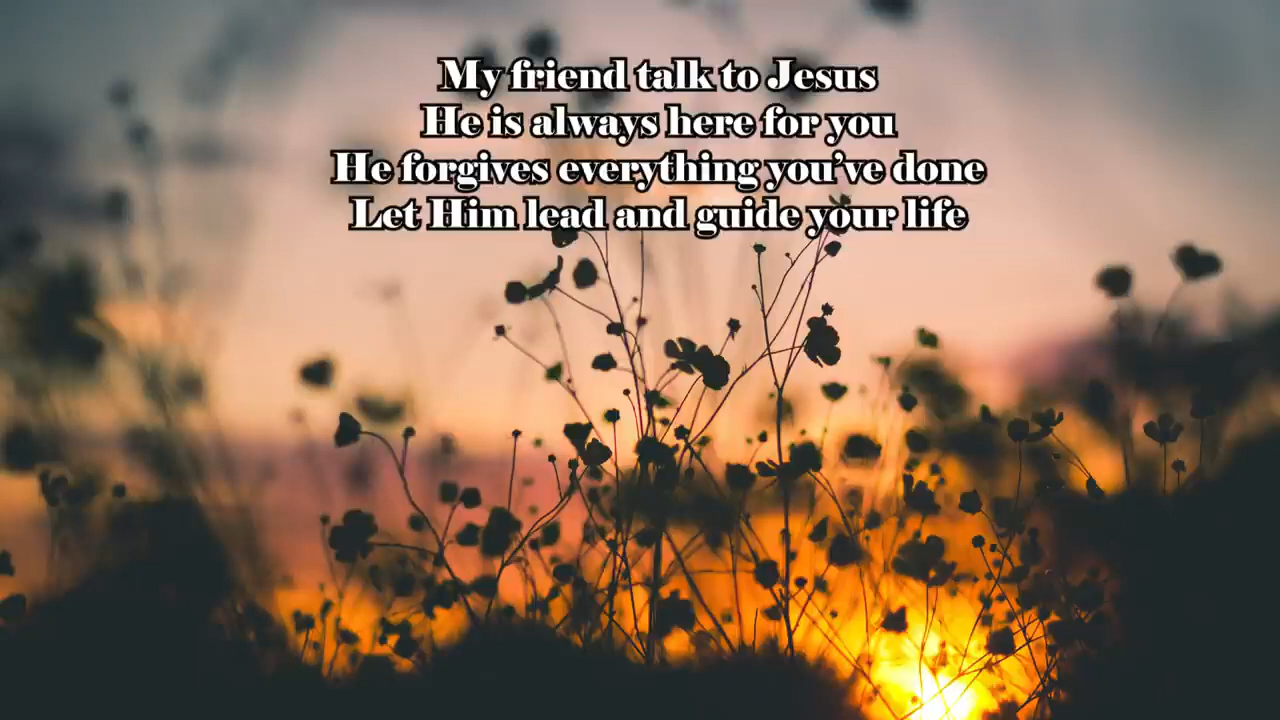 My friend talk to Jesus
He is always here for you
He forgives everything you’ve done
Let Him lead and guide your life